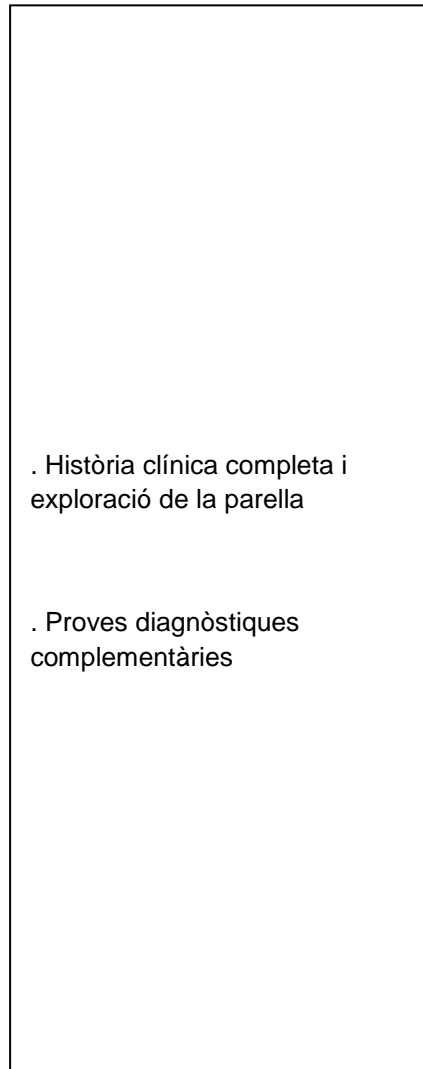 . Història clínica completa i
exploració de la parella
. Proves diagnòstiques
complementàries